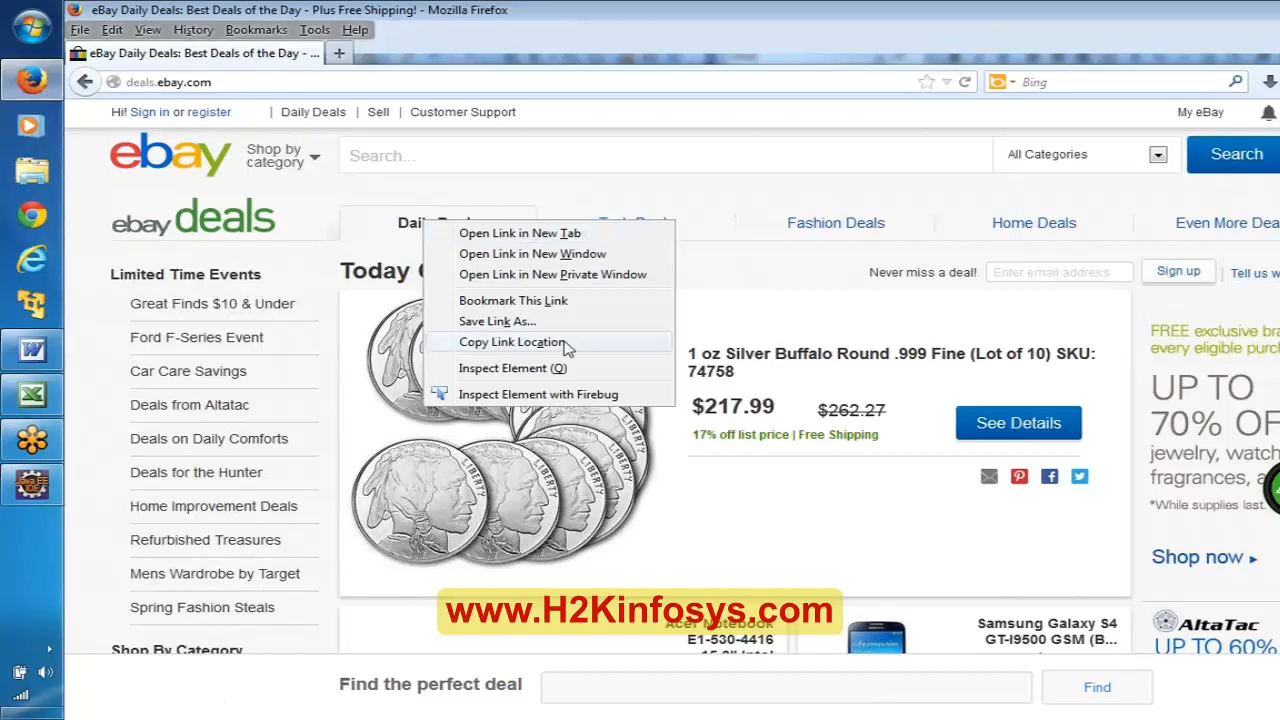 eBay Daily Deals: Best Deals of the Day - Plus Free Shipping! - Mozilla Firefox
File Edit View History Bookmarks Tools Help
eBay Daily Deals: Best Deals of the Day - ...
deals.ebay.com
Bing
Hi! Sign in or register | Daily Deals | Sell | Customer Support
My eBay
ebay
Shop by
category
Search...
All Categories
Search
ebay deals
Fashion Deals
Home Deals
Even More Dea
Open Link in New Tab
Open Link in New Window
Open Link in New Private Window
Bookmark This Link
Save Link As...
Copy Link Location
Inspect Element (Q)
Inspect Element with Firebug
Limited Time Events
Great Finds $10 & Under
Ford F-Series Event
Car Care Savings
Deals from Altatac
Deals on Daily Comforts
Deals for the Hunter
Home Improvement Deals
Refurbished Treasures
Mens Wardrobe by Target
Spring Fashion Steals
Shop By Category
Today
Never miss a deal!
Enter email address
Sign up
Tell us w
1 oz Silver Buffalo Round .999 Fine (Lot of 10) SKU:
74758
$217.99 $262.27
17% off list price | Free Shipping
See Details
LIBERTY
LIBERTY
LIBERTY
LIBERTY
FREE exclusive
every eligible purc
UP TO
70% OF
jewelry, watch
fragrances, a
*While supplies last.
Shop now
www.H2Kinfosys.com
Acer Notebook
E1-530-4416
Samsung Galaxy S4
GT-I9500 GSM (B...
AltaTac
UP TO 60%
Find the perfect deal
Find
Java EE
IDE